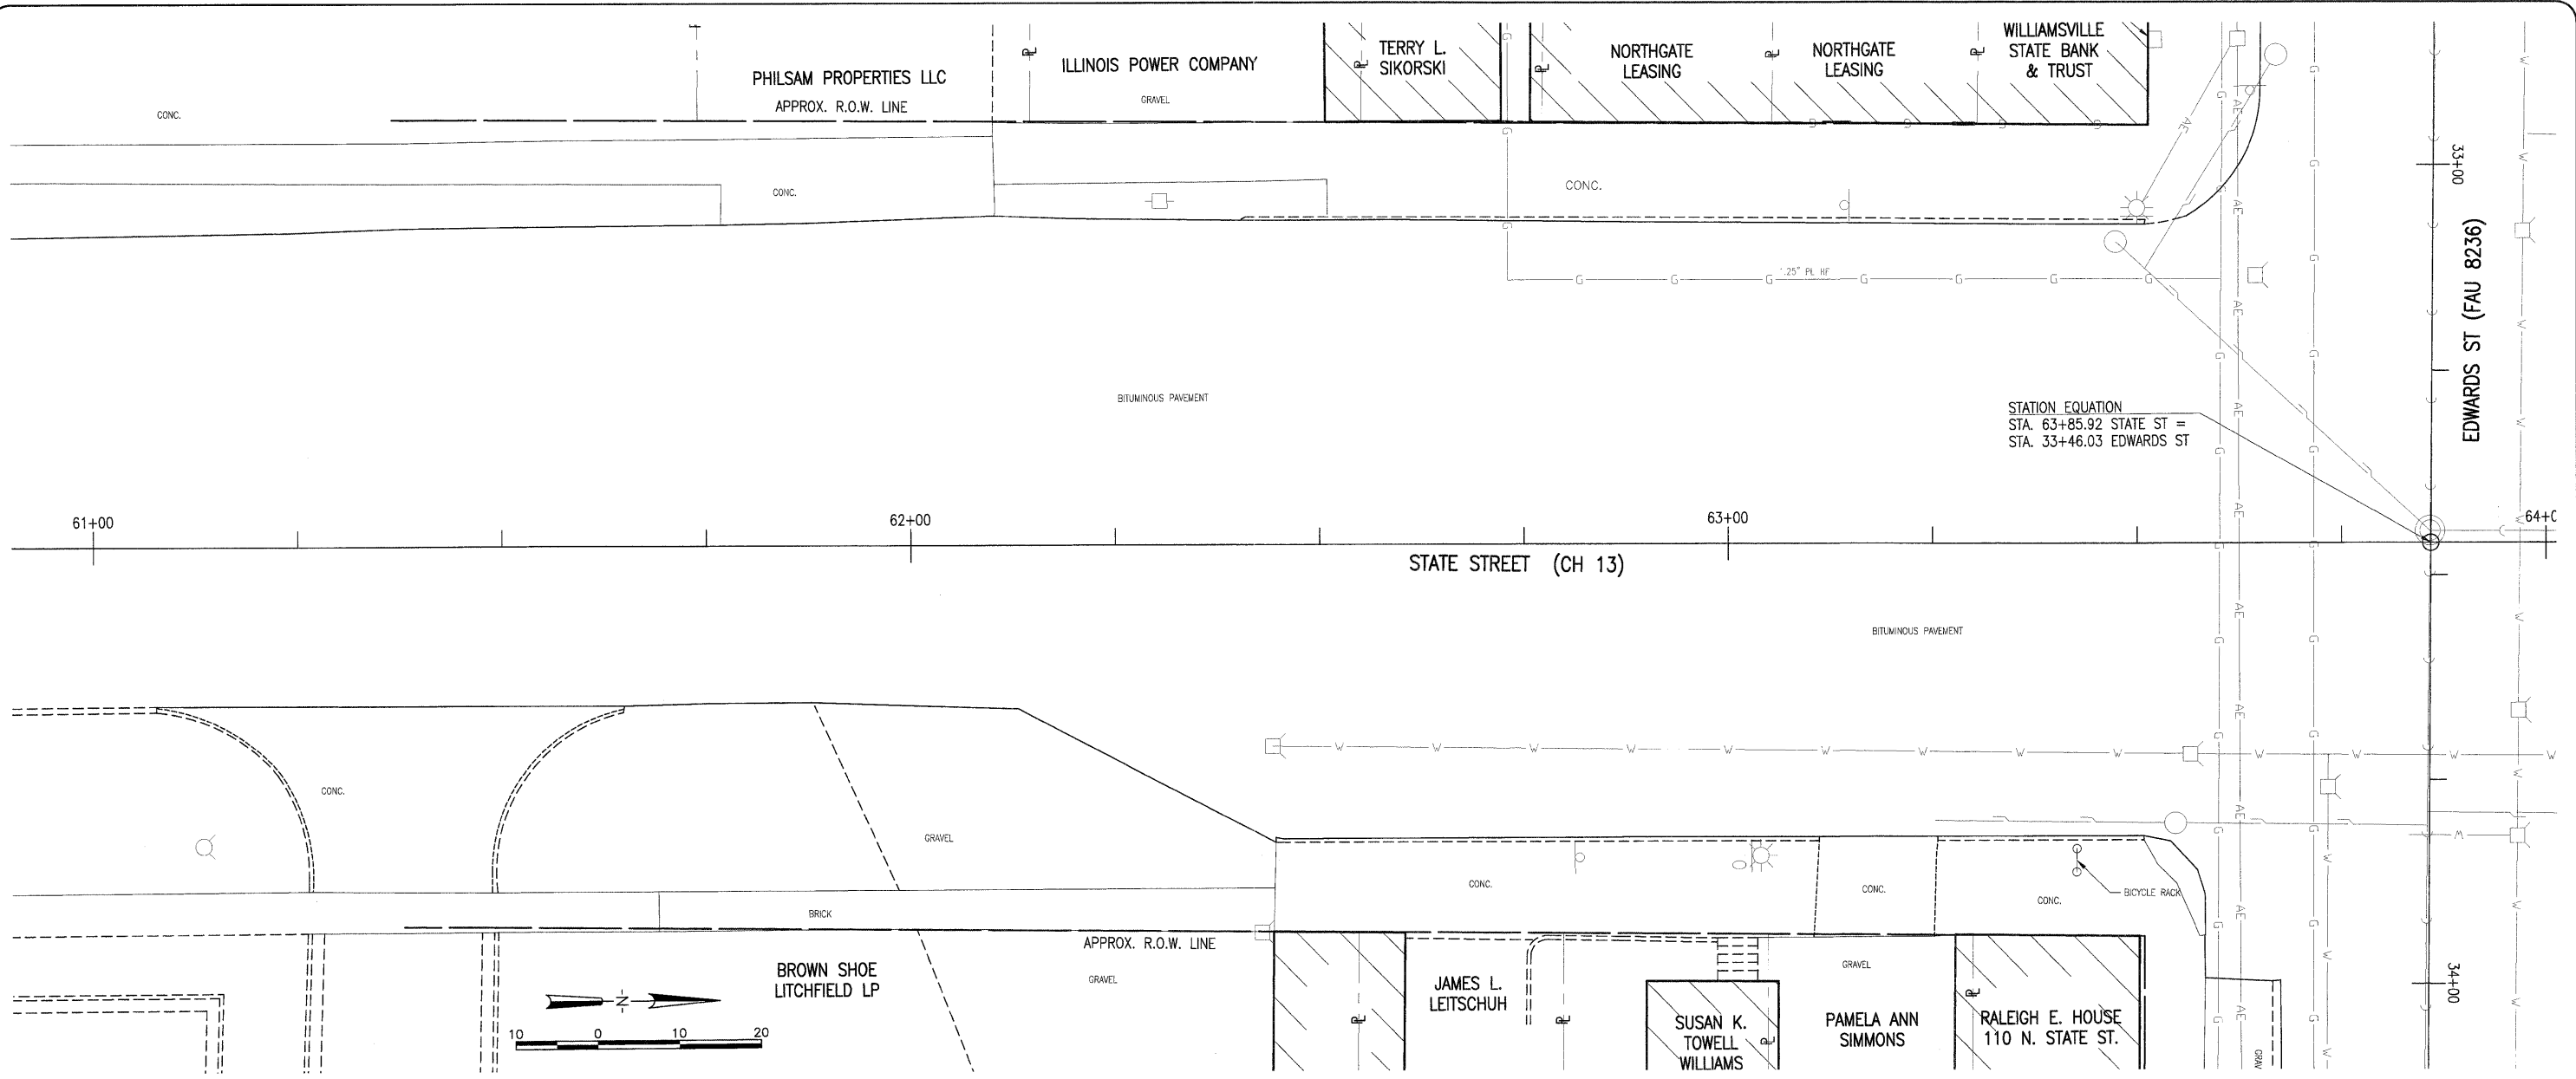 PHILSAM PROPERTIES LLC
APPROX. R.O.W. LINE
ILLINOIS POWER COMPANY
GRAVEL
TERRY L.
SIKORSKI
NORTHGATE
LEASING
NORTHGATE
LEASING
WILLIAMSVILLE
STATE BANK
& TRUST
CONC.
CONC.
CONC.
33+00
EDWARDS ST (FAU 8236)
BITUMINOUS PAVEMENT
STATION EQUATION
STA. 63+85.92 STATE ST =
STA. 33+46.03 EDWARDS ST
61+00
62+00
63+00
STATE STREET (CH 13)
BITUMINOUS PAVEMENT
CONC.
GRAVEL
BRICK
CONC.
CONC.
CONC.
BICYCLE RACK
APPROX. R.O.W. LINE
GRAVEL
BROWN SHOE
LITCHFIELD LP
N
10 0 10 20
JAMES L.
LEITSCHUH
SUSAN K.
TOWELL
WILLIAMS
GRAVEL
PAMELA ANN
SIMMONS
RALEIGH E. HOUSE
110 N. STATE ST.
34+00